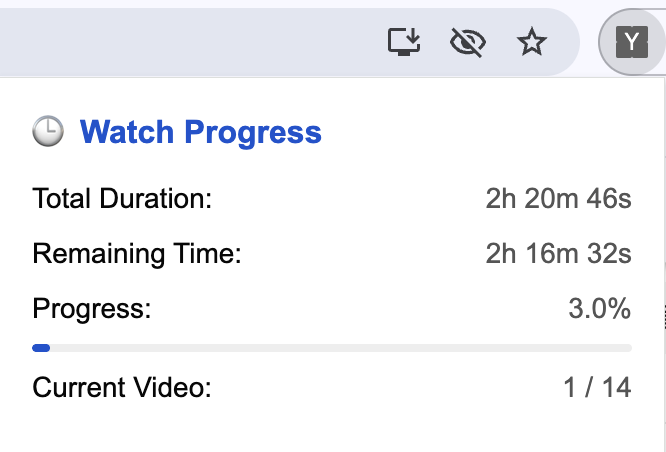 Y
Watch Progress
Total Duration: 2h 20m 46s
Remaining Time: 2h 16m 32s
Progress: 3.0%
Current Video: 1 / 14